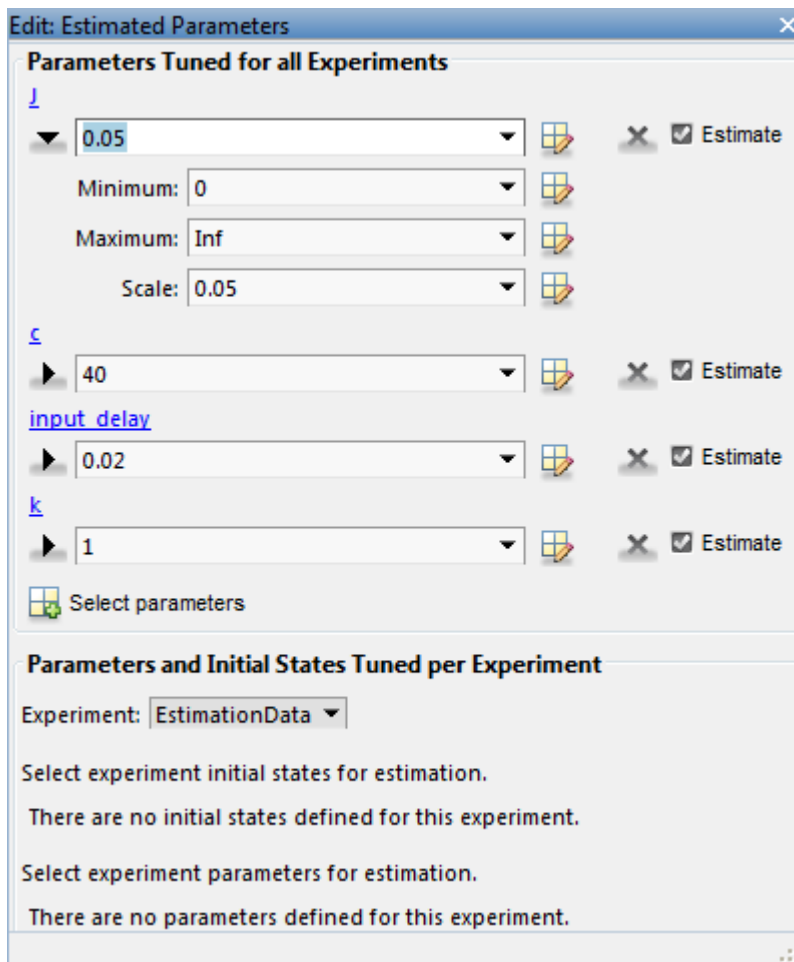 Edit: Estimated Parameters
Parameters Tuned for all Experiments
J
0.05
Estimate
Minimum: 0
Maximum: Inf
Scale: 0.05
c
40
Estimate
input_delay
0.02
Estimate
k
1
Estimate
Select parameters
Parameters and Initial States Tuned per Experiment
Experiment: EstimationData
Select experiment initial states for estimation.
There are no initial states defined for this experiment.
Select experiment parameters for estimation.
There are no parameters defined for this experiment.